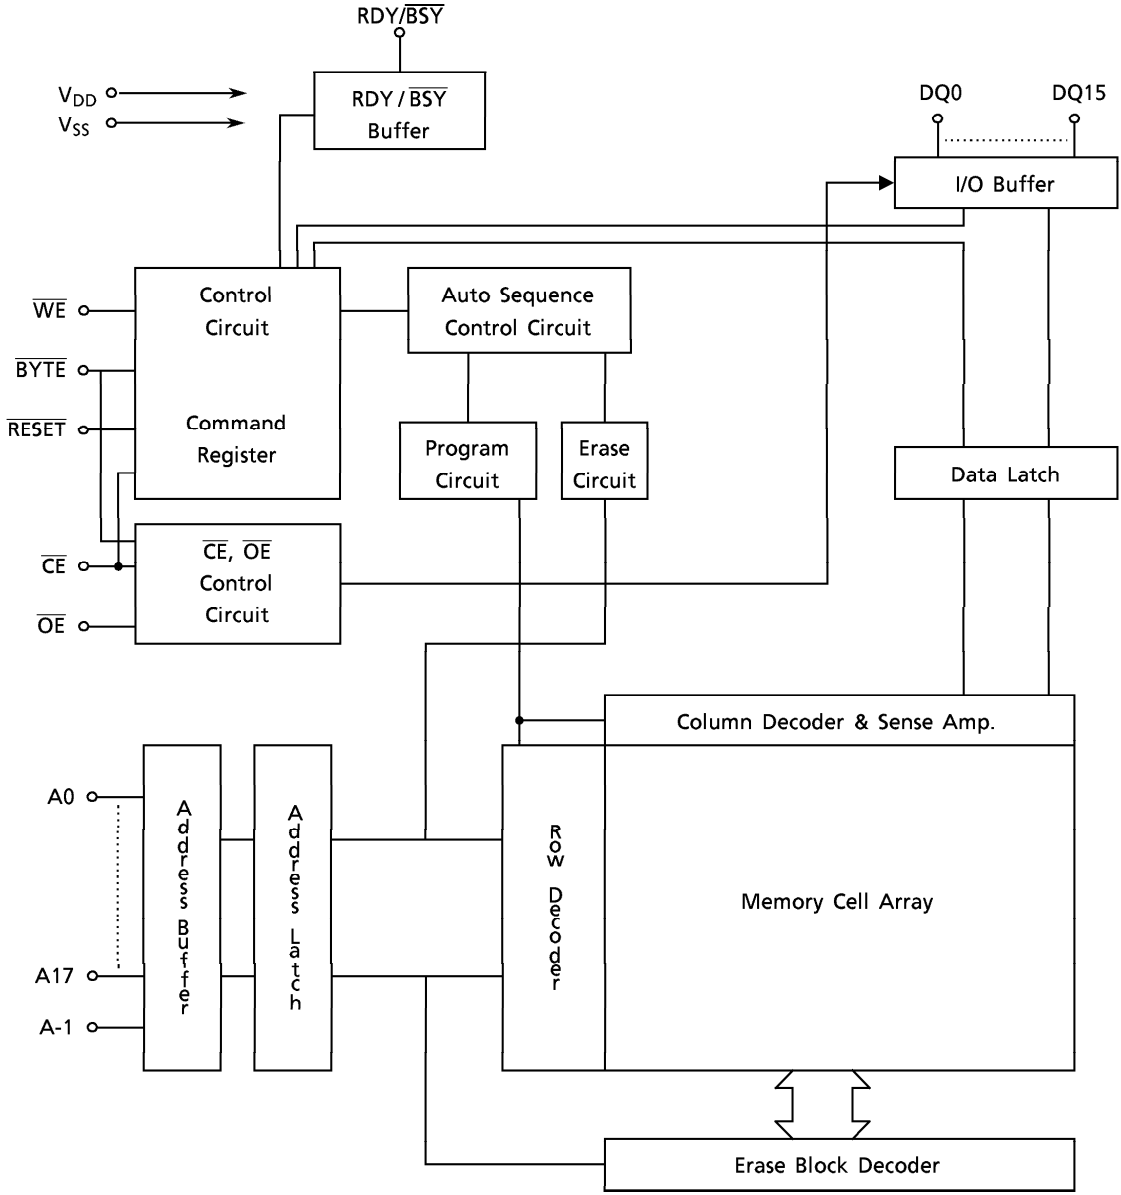 RDY/BSY
VDD
VSS
RDY / BSY
Buffer
DQ0
DQ15
I/O Buffer
WE
BYTE
RESET
Control
Circuit
Command
Register
Auto Sequence
Control Circuit
Program
Circuit
Erase
Circuit
Data Latch
CE
OE
CE, OE
Control
Circuit
Column Decoder & Sense Amp.
A0
A17
A-1
Address Buffer
Address Latch
Row Decoder
Memory Cell Array
Erase Block Decoder